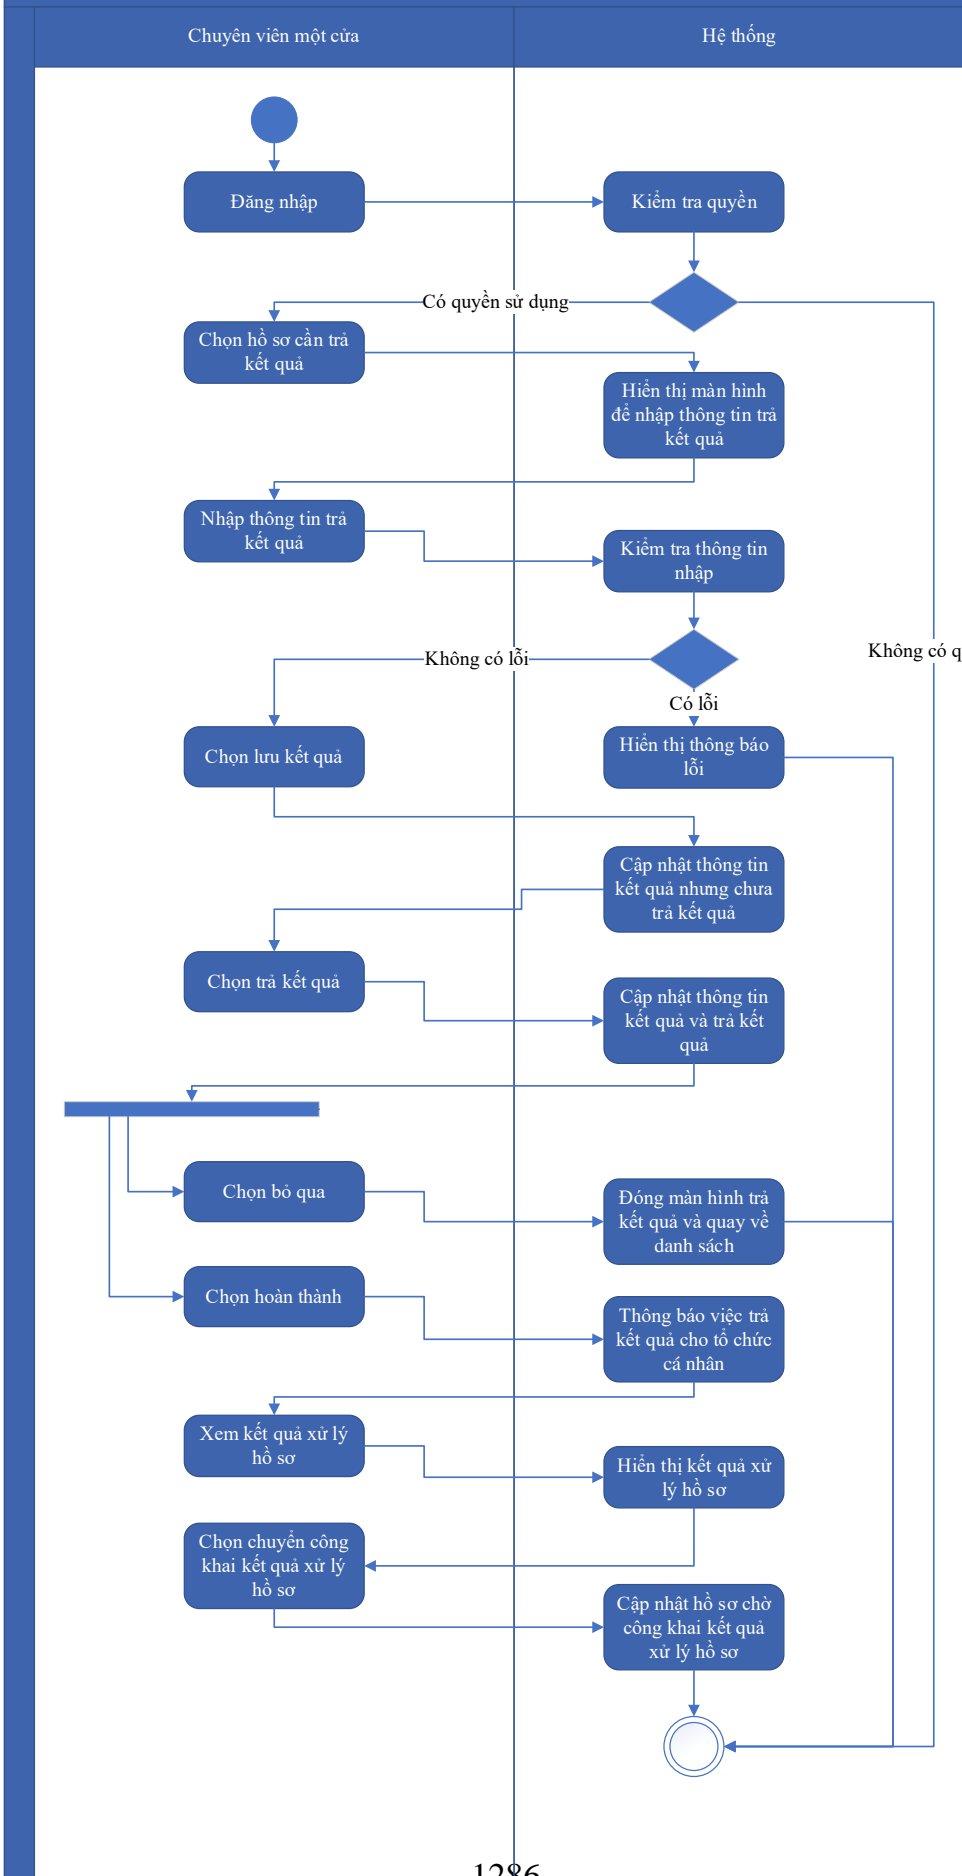 Chuyên viên một cửa
Hệ thống
Đăng nhập
Kiểm tra quyền
Có quyền sử dụng
Chọn hồ sơ cần trả
kết quả
Hiển thị màn hình
để nhập thông tin trả
kết quả
Nhập thông tin trả
kết quả
Kiểm tra thông tin
nhập
Không có q
Không có lỗi
Có lỗi
Chọn lưu kết quả
Hiển thị thông báo
lỗi
Cập nhật thông tin
kết quả nhưng chưa
trả kết quả
Chọn trả kết quả
Cập nhật thông tin
kết quả và trả kết
quả
Chọn bỏ qua
Đóng màn hình trả
kết quả và quay về
danh sách
Chọn hoàn thành
Thông báo việc trả
kết quả cho tổ chức
cá nhân
Xem kết quả xử lý
hồ sơ
Hiển thị kết quả xử
lý hồ sơ
Chọn chuyển công
khai kết quả xử lý
hồ sơ
Cập nhật hồ sơ chờ
công khai kết quả
xử lý hồ sơ
1286